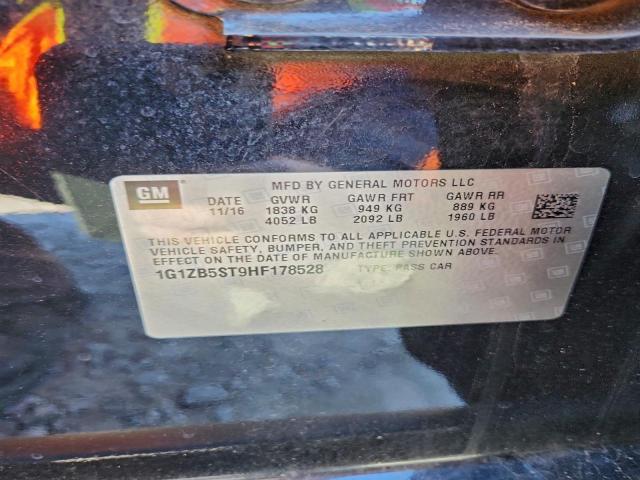 GM
MFD BY GENERAL MOTORS LLC
DATE GVWR GAWR FRT GAWR RR
11/16 1838 KG 949 KG 889 KG
4052 LB 2092 LB 1960 LB
THIS VEHICLE CONFORMS TO ALL APPLICABLE U.S. FEDERAL MOTOR
VEHICLE SAFETY, BUMPER, AND THEFT PREVENTION STANDARDS IN
EFFECT ON THE DATE OF MANUFACTURE SHOWN ABOVE.
1G1ZB5ST9HF178528 TYPE: PASS CAR